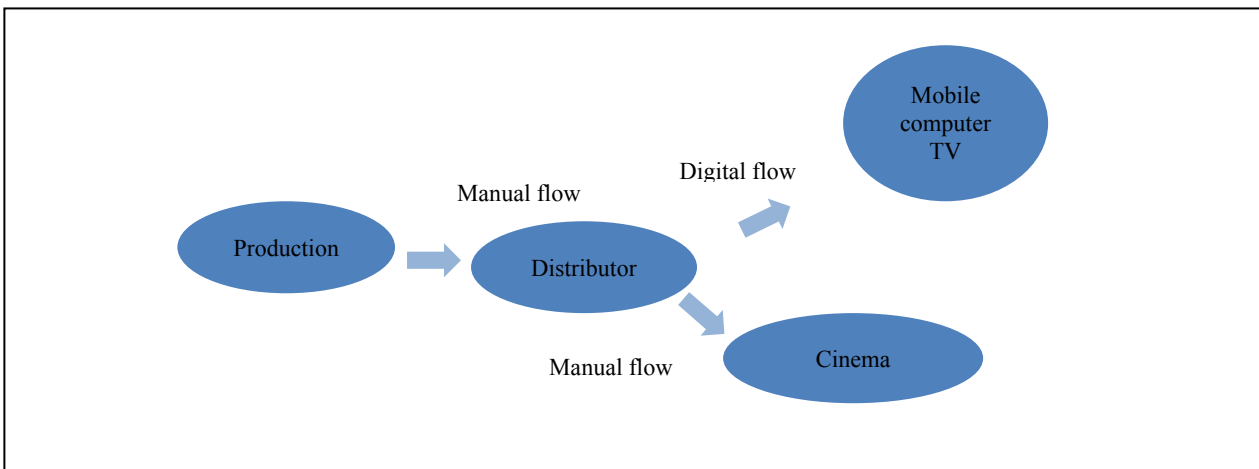 Mobile
computer
TV
Digital flow
Manual flow
Production
Distributor
Manual flow
Cinema